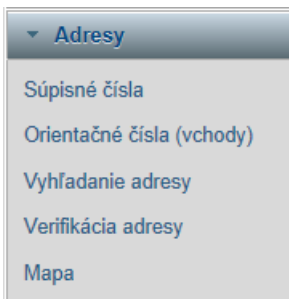 Adresy
Súpisné čísla
Orientačné čísla (vchody)
Vyhľadanie adresy
Verifikácia adresy
Mapa